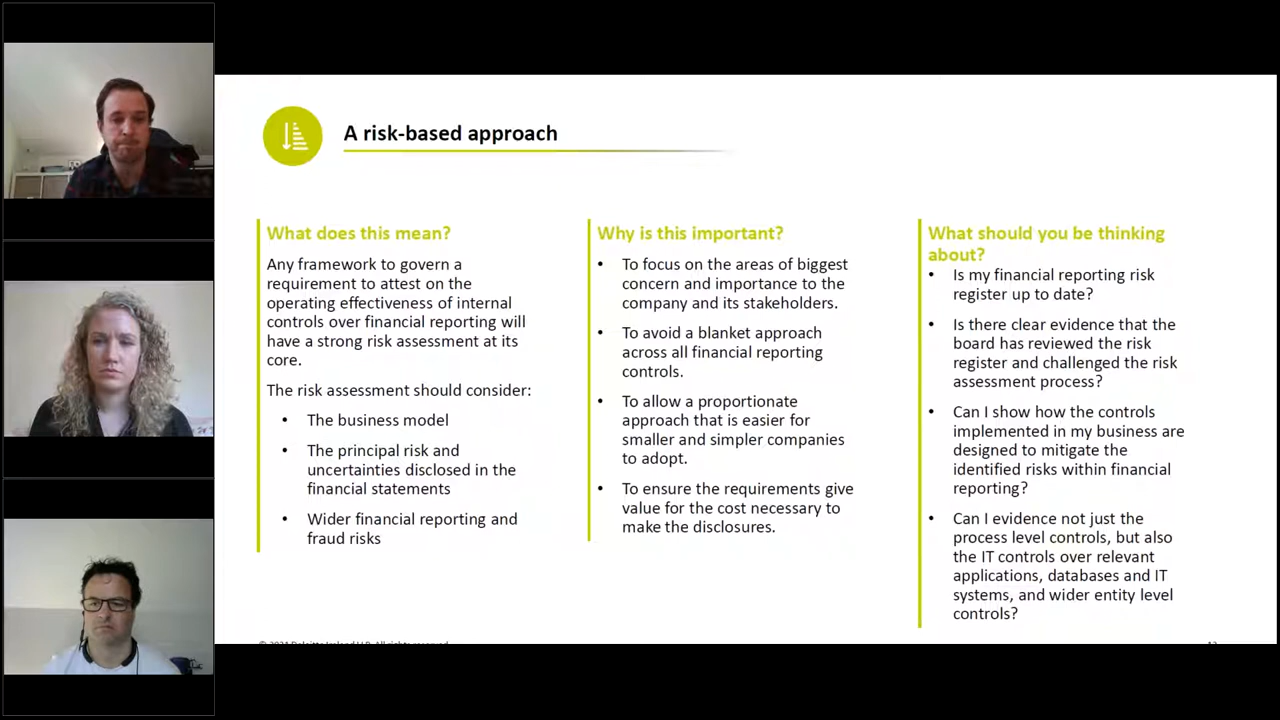 A risk-based approach
What does this mean?
Any framework to govern a
requirement to attest on the
operating effectiveness of internal
controls over financial reporting will
have a strong risk assessment at its
core.
The risk assessment should consider:
• The business model
• The principal risk and
uncertainties disclosed in the
financial statements
• Wider financial reporting and
fraud risks
Why is this important?
• To focus on the areas of biggest
concern and importance to the
company and its stakeholders.
• To avoid a blanket approach
across all financial reporting
controls.
• To allow a proportionate
approach that is easier for
smaller and simpler companies
to adopt.
• To ensure the requirements give
value for the cost necessary to
make the disclosures.
What should you be thinking
about?
• Is my financial reporting risk
register up to date?
• Is there clear evidence that the
board has reviewed the risk
register and challenged the risk
assessment process?
• Can I show how the controls
implemented in my business are
designed to mitigate the
identified risks within financial
reporting?
• Can I evidence not just the
process level controls, but also
the IT controls over relevant
applications, databases and IT
systems, and wider entity level
controls?
© 2021 Deloitte Ireland LLP. All rights reserved